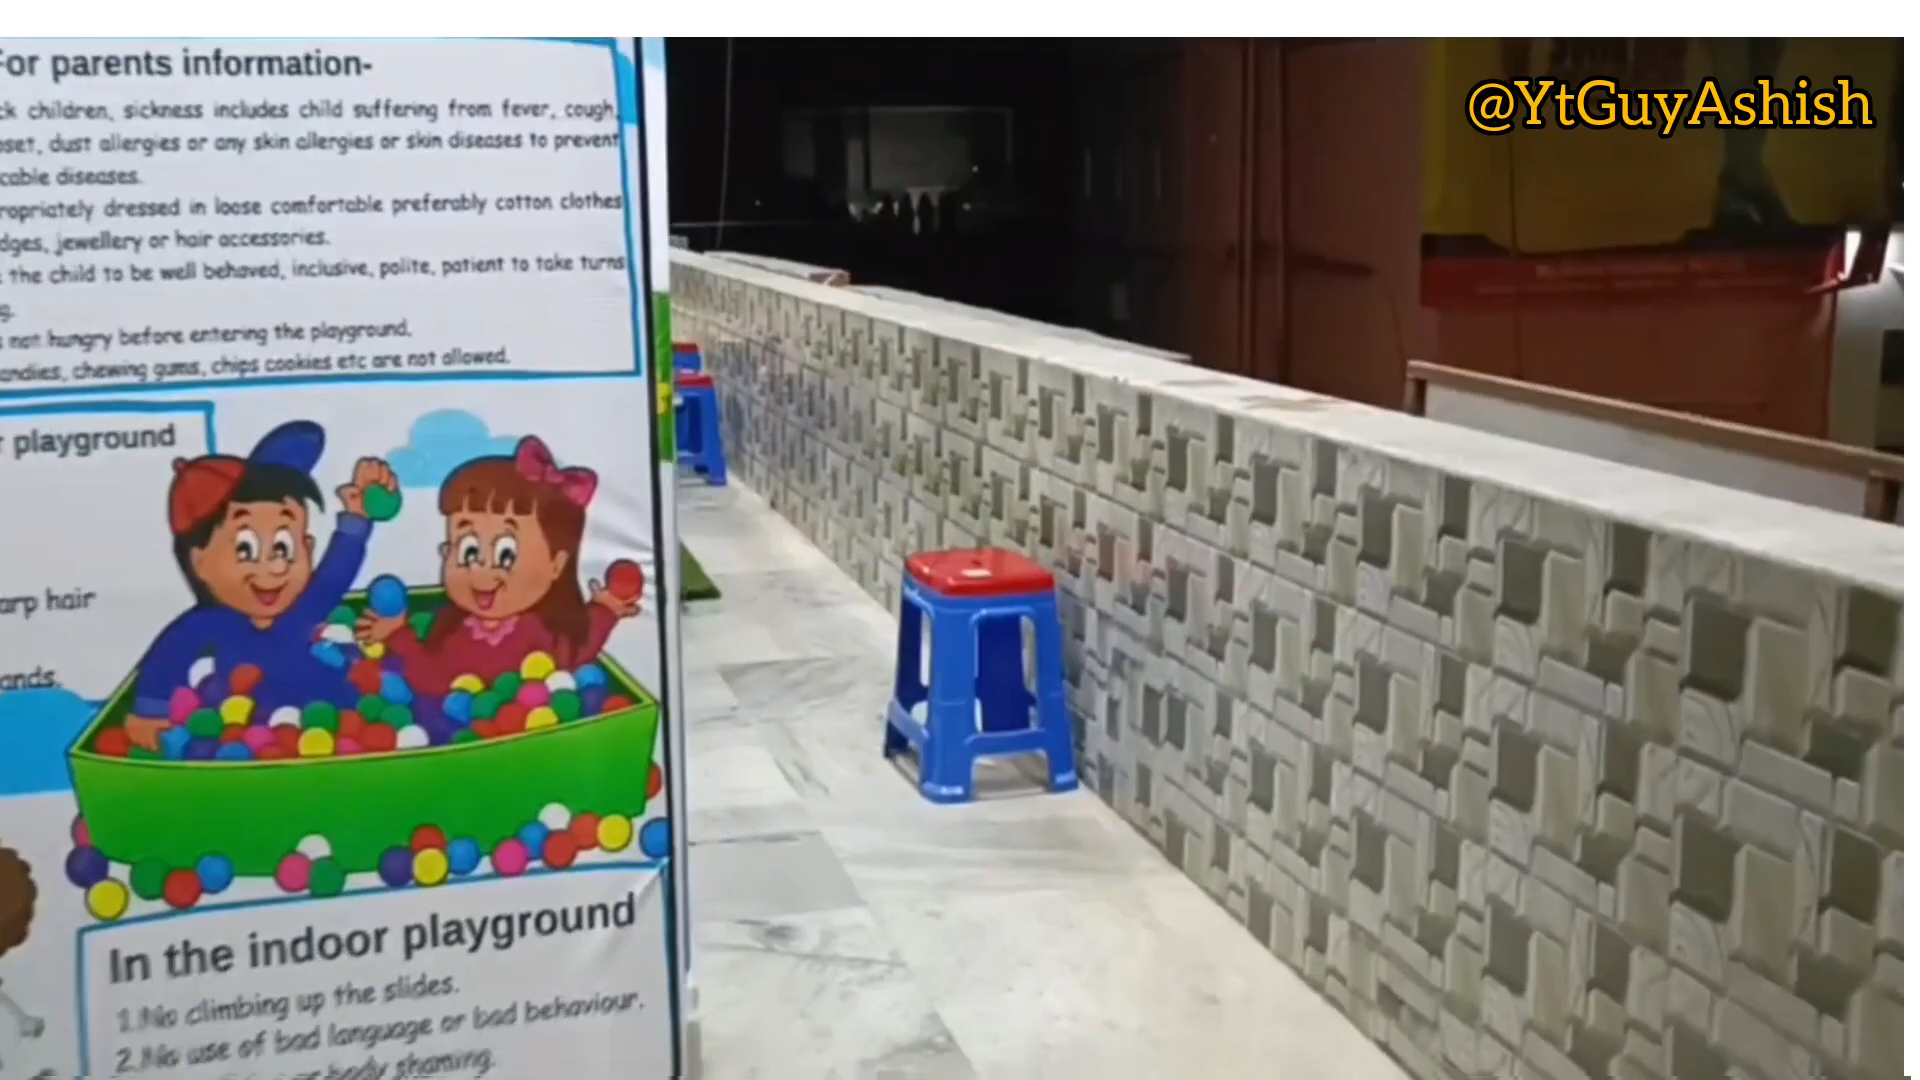 For parents information-
ck children, sickness includes child suffering from fever, cough,
pset, dust allergies or any skin allergies or skin diseases to prevent
cable diseases.
ropriately dressed in loose comfortable preferably cotton clothes
dges, jewellery or hair accessories.
the child to be well behaved, inclusive, polite, patient to take turns
g.
s not hungry before entering the playground.
andies, chewing gums, chips cookies etc are not allowed.
r playground
arp hair
ands.
In the indoor playground
1.No climbing up the slides.
2.No use of bad language or bad behaviour.
or body shaming.
@YtGuyAshish